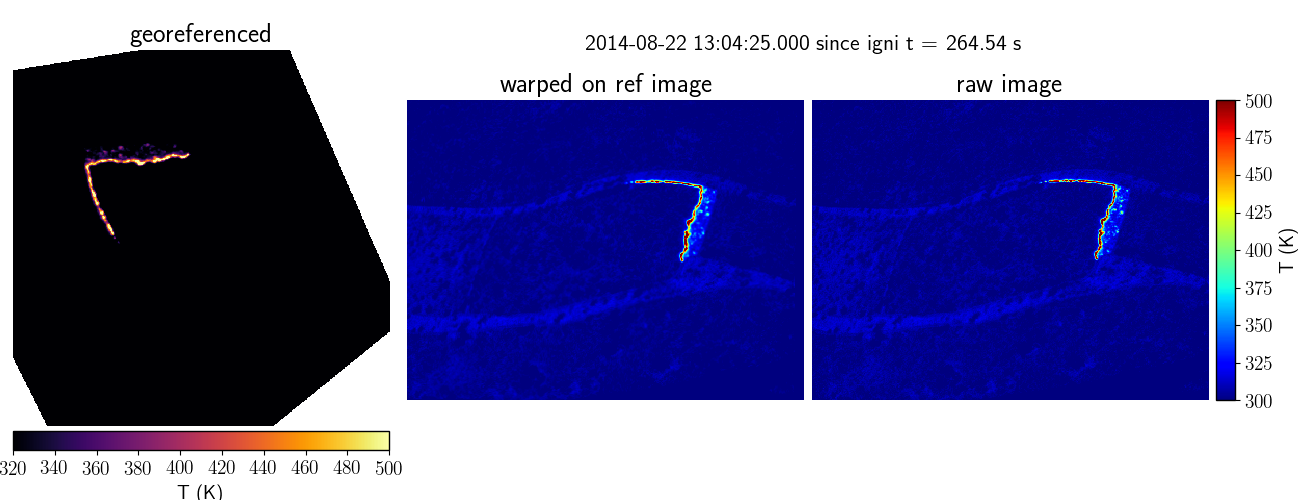 georeferenced
2014-08-22 13:04:25.000 since igni t = 264.54 s
warped on ref image
raw image
500
475
450
425
400
375
350
325
300
T (K)
320 340 360 380 400 420 440 460 480 500
T (K)